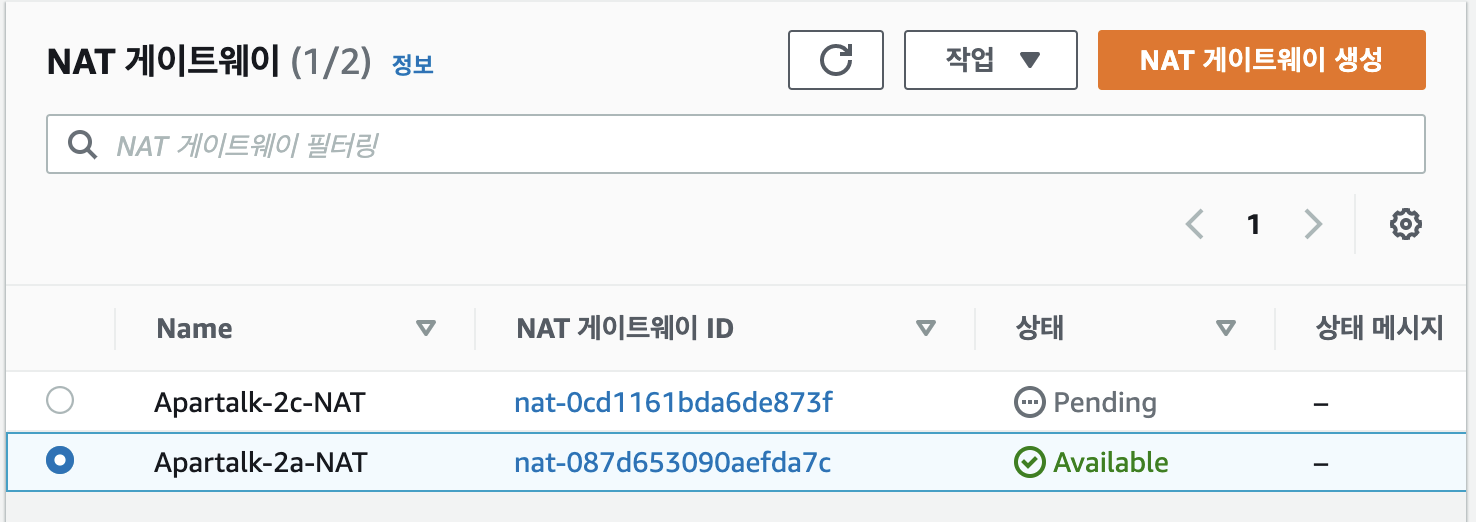 NAT 게이트웨이 (1/2) 정보 작업 NAT 게이트웨이 생성
NAT 게이트웨이 필터링
1
Name NAT 게이트웨이 ID 상태 상태 메시지
Apartalk-2c-NAT nat-0cd1161bda6de873f Pending –
Apartalk-2a-NAT nat-087d653090aefda7c Available –